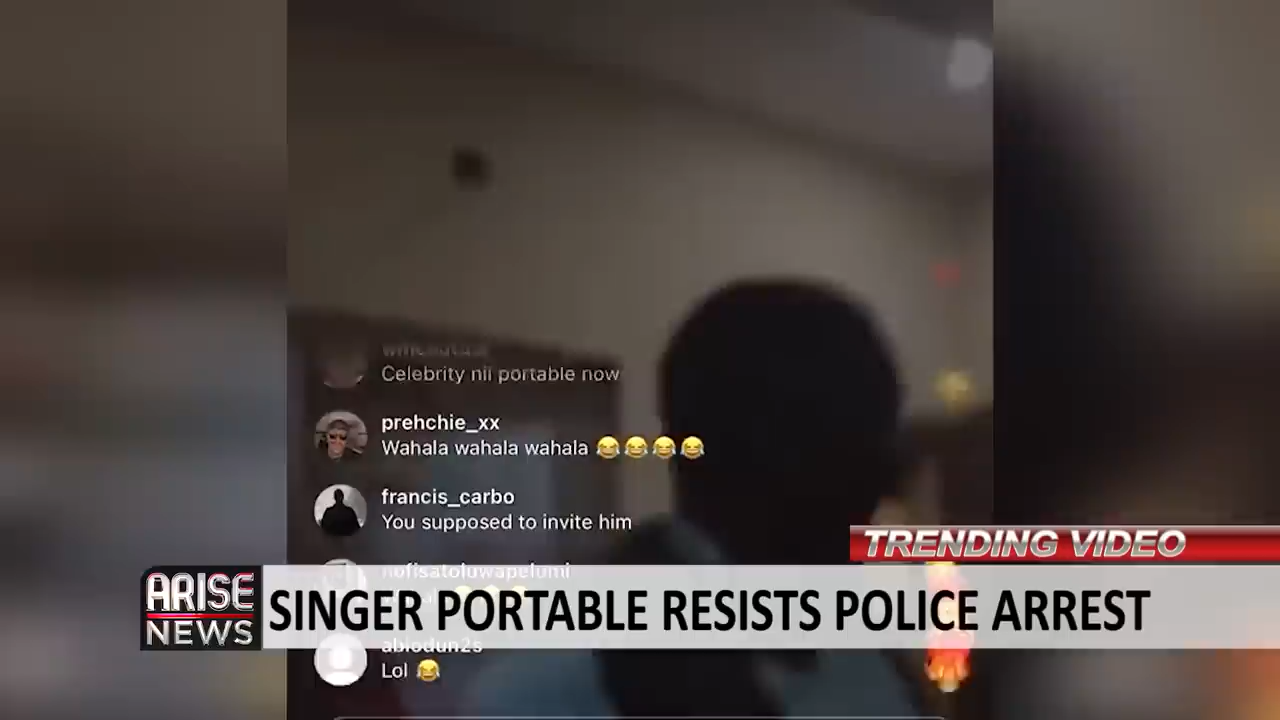 Celebrity nii portable now
prehchie_xx
Wahala wahala wahala 😂😂😂😂
francis_carbo
You supposed to invite him
nofisatoluwapelumi
TRENDING VIDEO
ARISE
NEWS
SINGER PORTABLE RESISTS POLICE ARREST
abiodun2s
Lol 😂